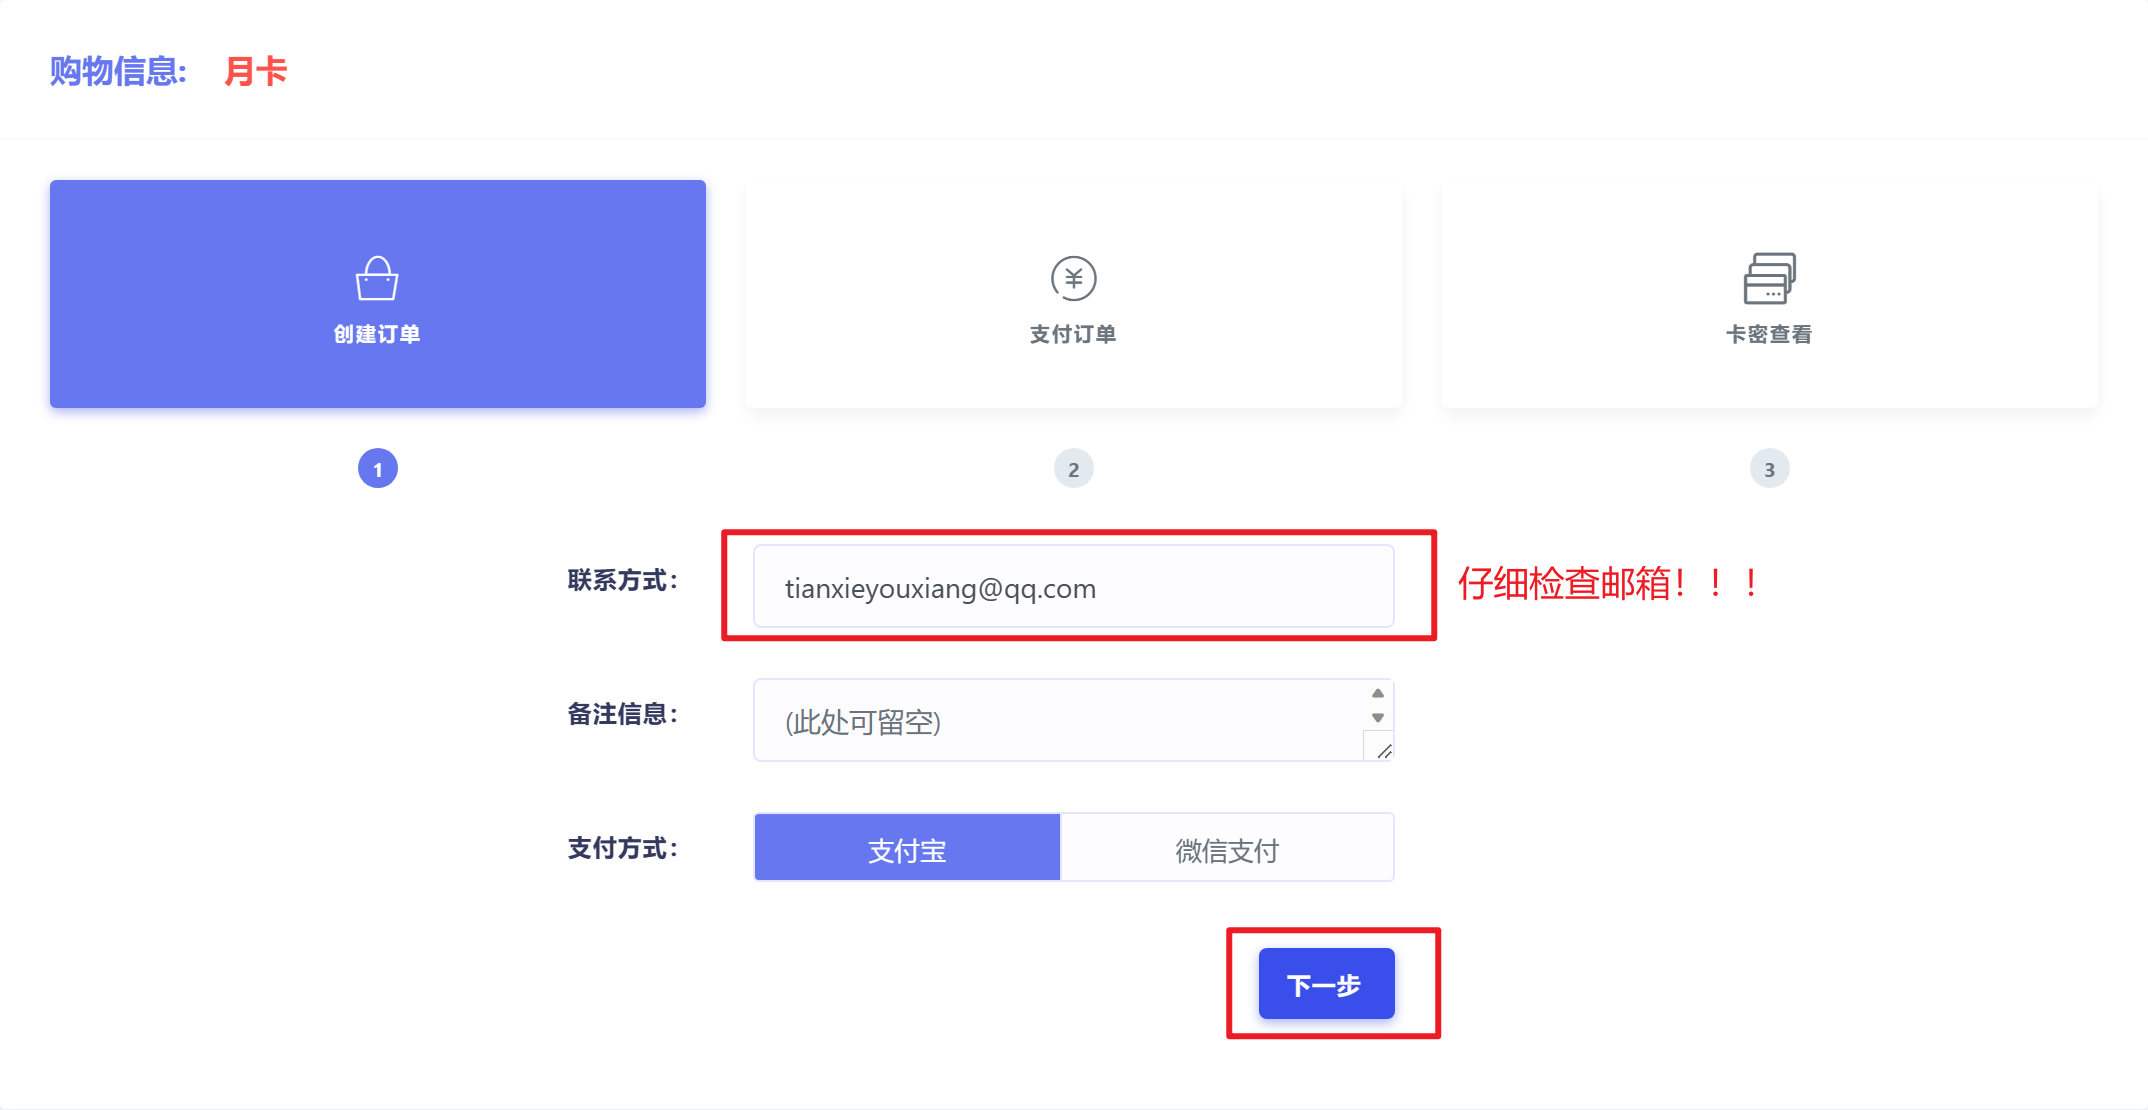 购物信息: 月卡
创建订单
支付订单
卡密查看
1
2
3
联系方式:
tianxieyouxiang@qq.com
仔细检查邮箱！！！
备注信息:
(此处可留空)
支付方式:
支付宝
微信支付
下一步